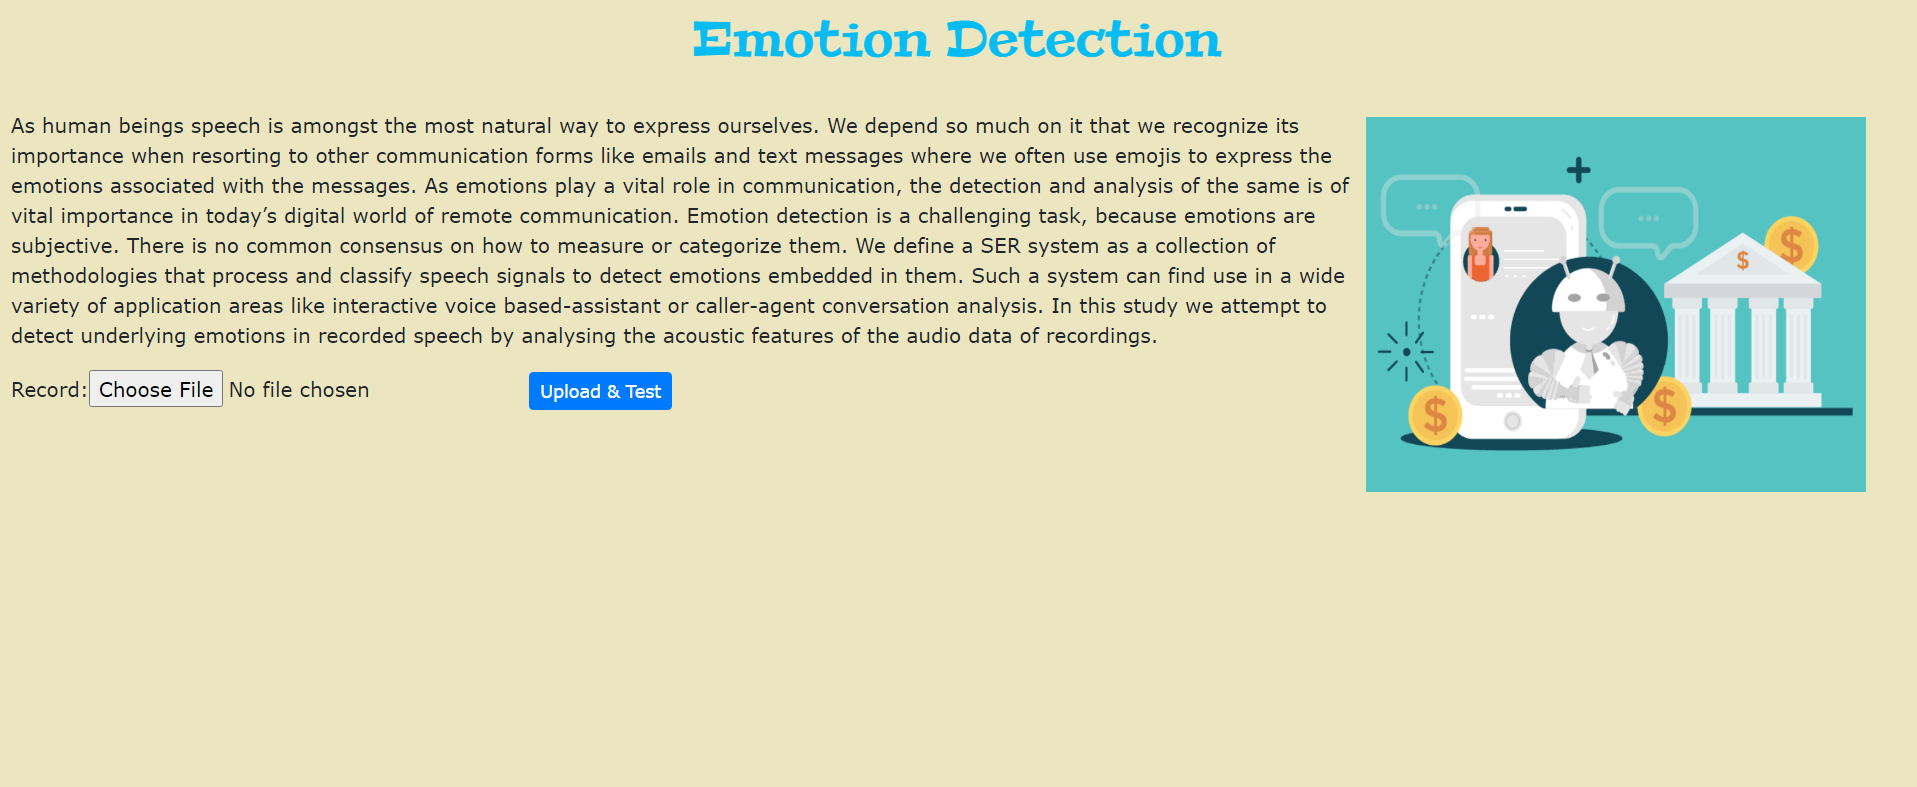 Emotion Detection
As human beings speech is amongst the most natural way to express ourselves. We depend so much on it that we recognize its
importance when resorting to other communication forms like emails and text messages where we often use emojis to express the
emotions associated with the messages. As emotions play a vital role in communication, the detection and analysis of the same is of
vital importance in today’s digital world of remote communication. Emotion detection is a challenging task, because emotions are
subjective. There is no common consensus on how to measure or categorize them. We define a SER system as a collection of
methodologies that process and classify speech signals to detect emotions embedded in them. Such a system can find use in a wide
variety of application areas like interactive voice based-assistant or caller-agent conversation analysis. In this study we attempt to
detect underlying emotions in recorded speech by analysing the acoustic features of the audio data of recordings.
Record: Choose File No file chosen Upload & Test
$
$
$
$